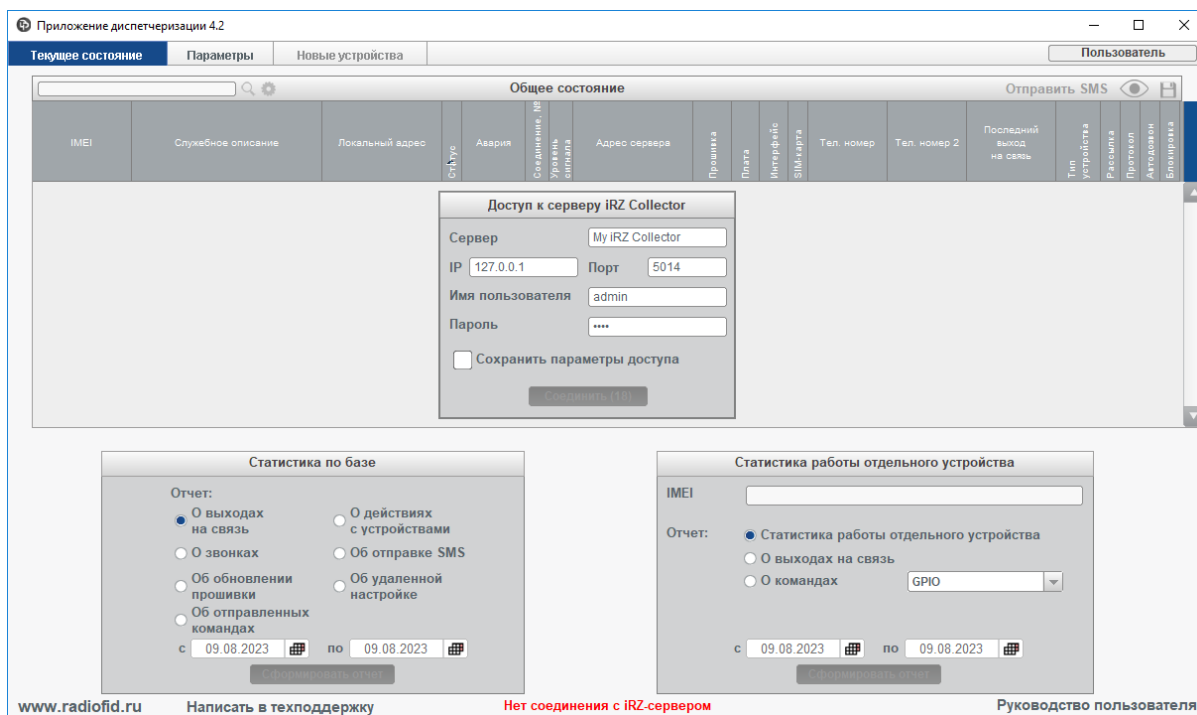 Приложение диспетчеризации 4.2
Текущее состояние Параметры Новые устройства Пользователь
Общее состояние Отправить SMS
IMEI Служебное описание Локальный адрес Статус Авария Соединение, № Уровень сигнала Адрес сервера Прошивка Плата Интерфейс SIM-карта Тел. номер Тел. номер 2 Последний выход на связь Тип устройства Рассылка Протокол Автодозвон Блокировка
Доступ к серверу iRZ Collector
Сервер My iRZ Collector
IP 127.0.0.1 Порт 5014
Имя пользователя admin
Пароль ••••
Сохранить параметры доступа
Соединить (18)
Статистика по базе
Отчет:
О выходах на связь О действиях с устройствами
О звонках Об отправке SMS
Об обновлении прошивки Об удаленной настройке
Об отправленных командах
с 09.08.2023 по 09.08.2023
Сформировать отчет
Статистика работы отдельного устройства
IMEI
Отчет: Статистика работы отдельного устройства
О выходах на связь
О командах GPIO
с 09.08.2023 по 09.08.2023
Сформировать отчет
www.radiofid.ru Написать в техподдержку Нет соединения с iRZ-сервером Руководство пользователя